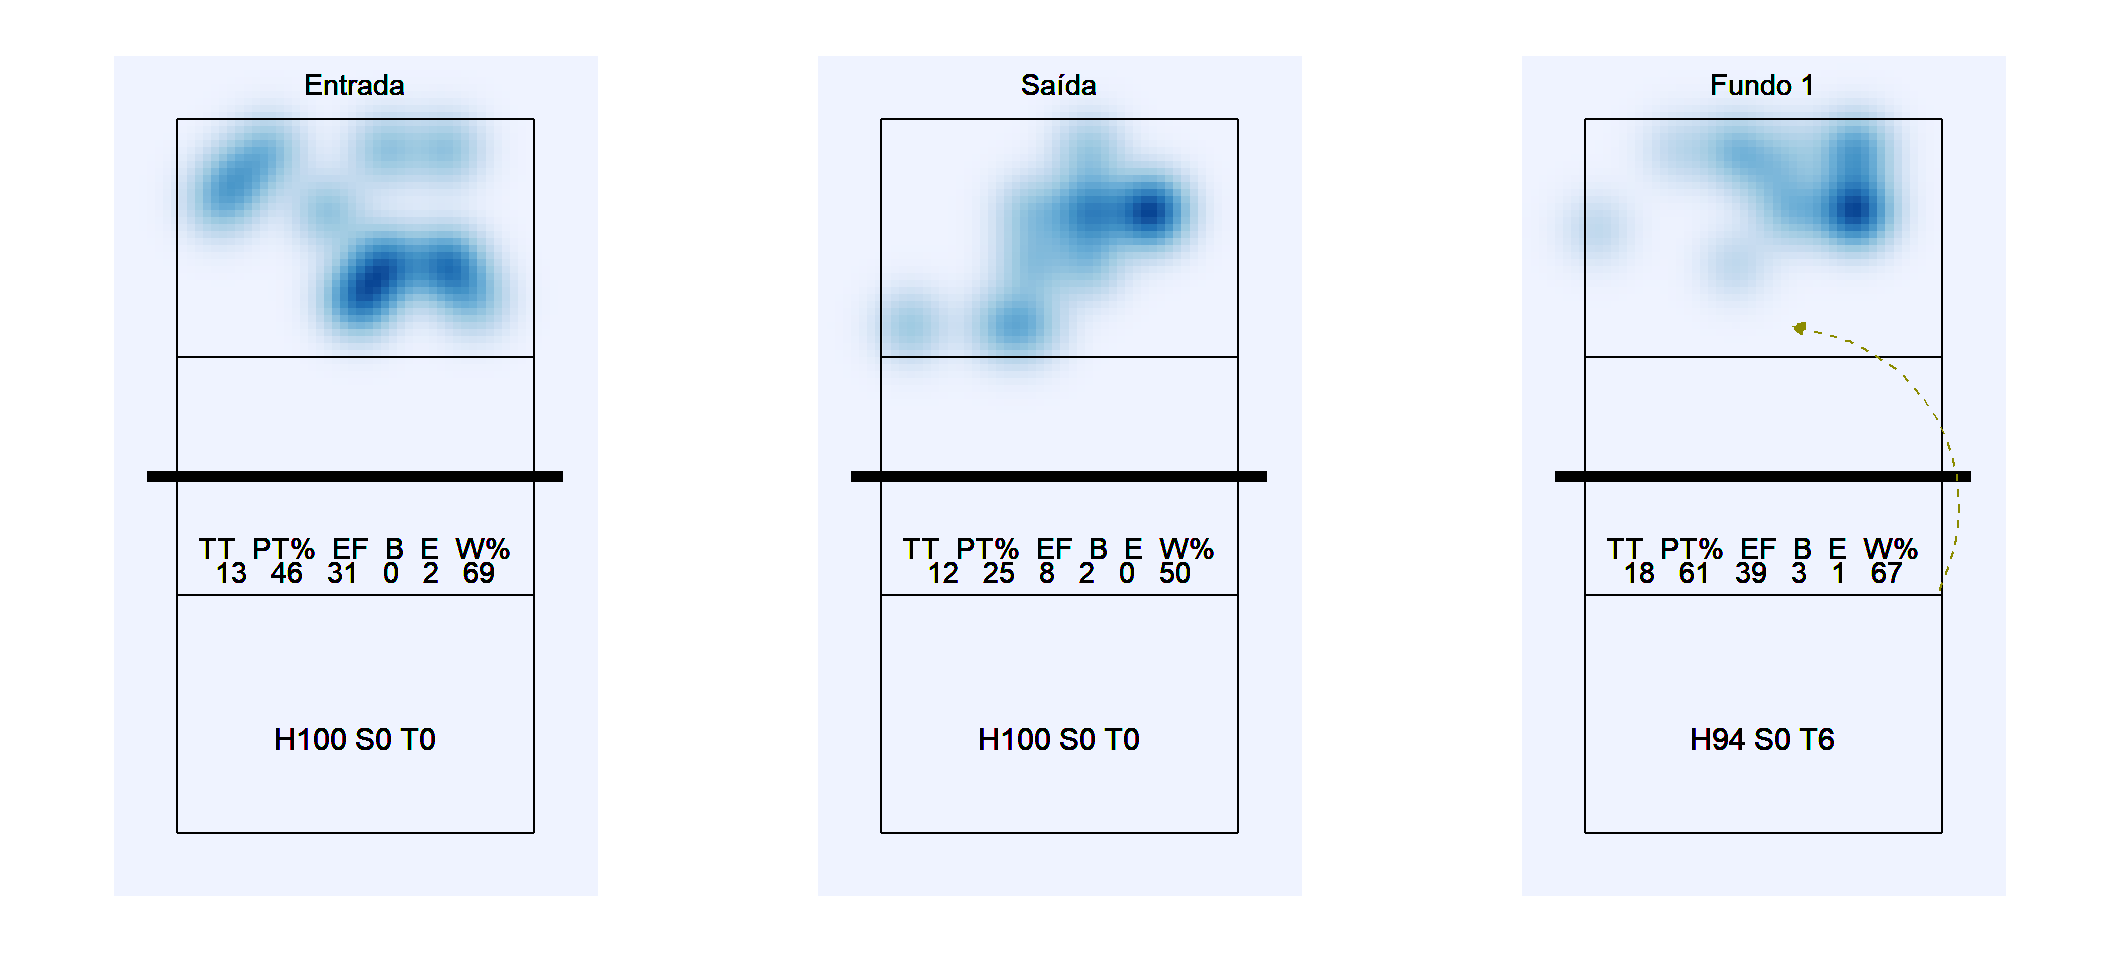 Entrada
TT PT% EF B E W%
13 46 31 0 2 69
H100 S0 T0
Saída
TT PT% EF B E W%
12 25 8 2 0 50
H100 S0 T0
Fundo 1
TT PT% EF B E W%
18 61 39 3 1 67
H94 S0 T6